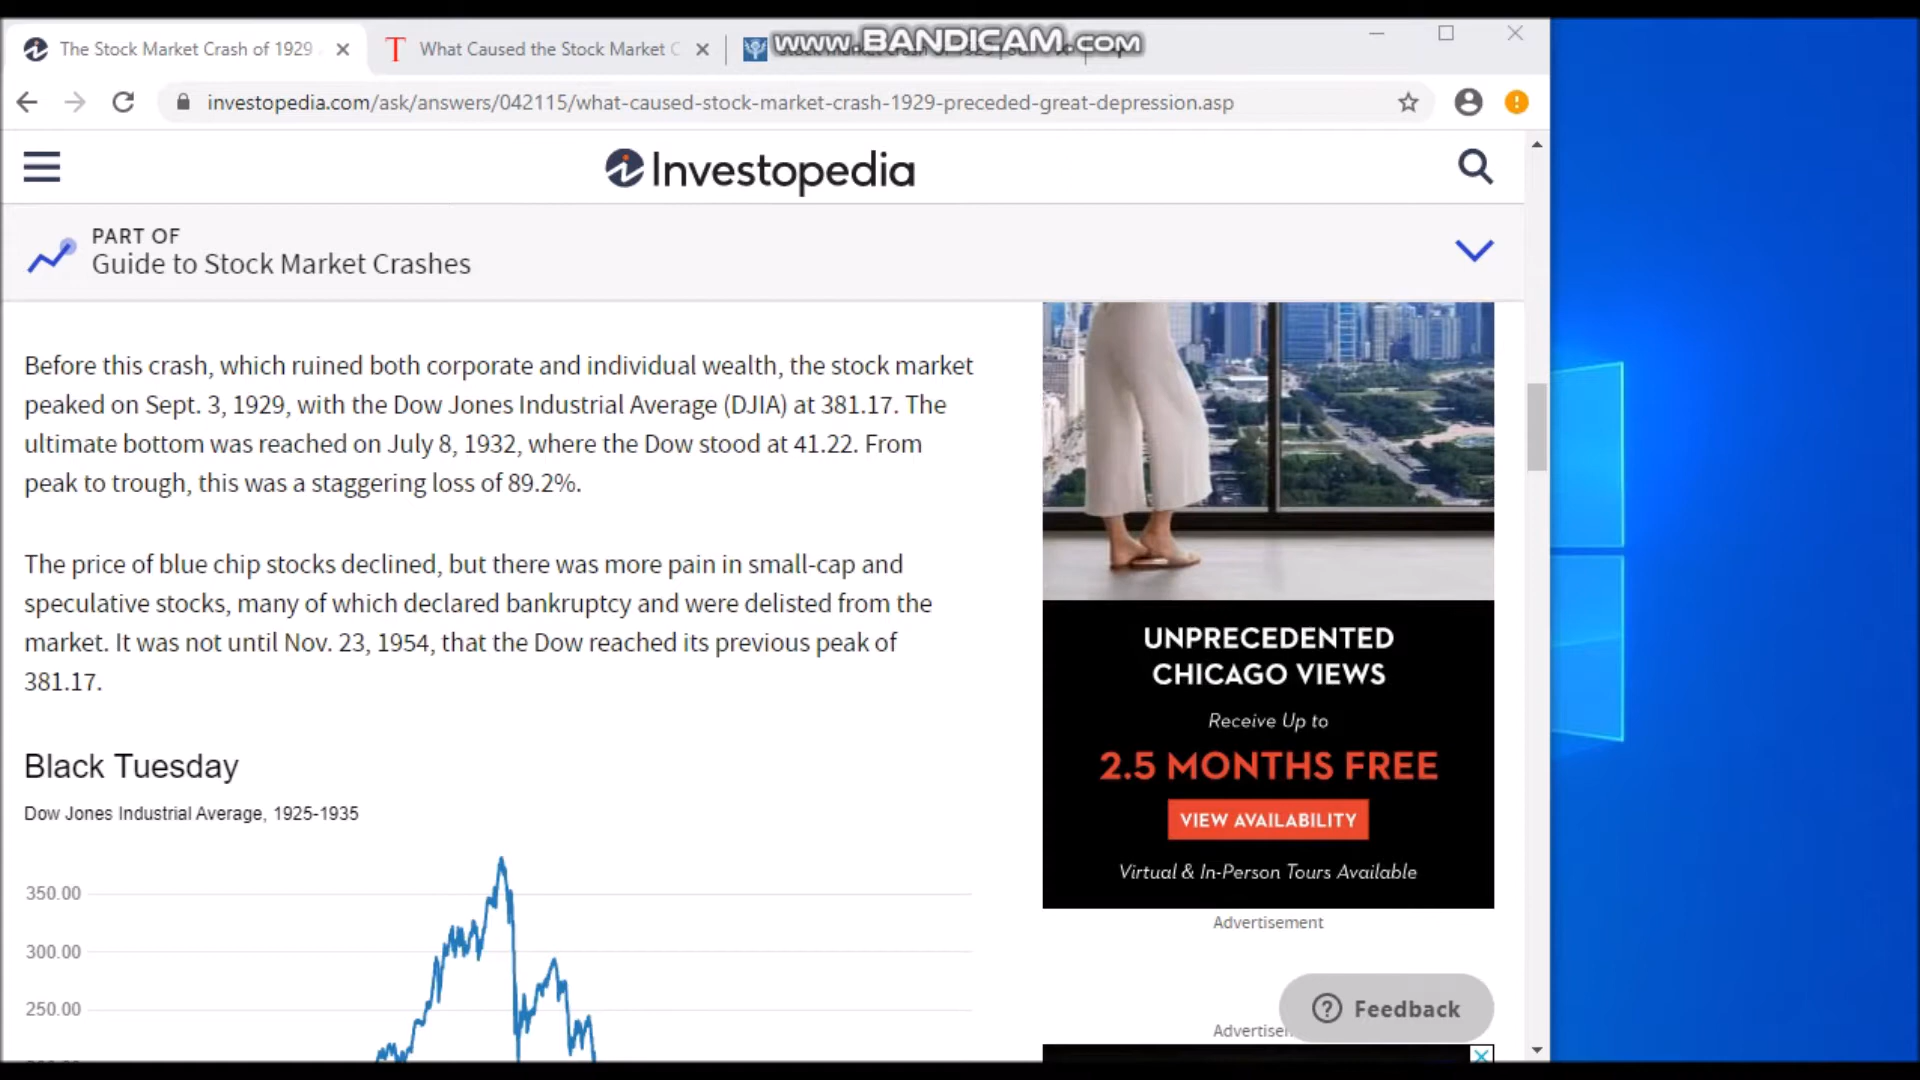 The Stock Market Crash of 1929
What Caused the Stock Market C
www.BANDICAM.com
investopedia.com/ask/answers/042115/what-caused-stock-market-crash-1929-preceded-great-depression.asp
Investopedia
PART OF
Guide to Stock Market Crashes
Before this crash, which ruined both corporate and individual wealth, the stock market
peaked on Sept. 3, 1929, with the Dow Jones Industrial Average (DJIA) at 381.17. The
ultimate bottom was reached on July 8, 1932, where the Dow stood at 41.22. From
peak to trough, this was a staggering loss of 89.2%.
The price of blue chip stocks declined, but there was more pain in small-cap and
speculative stocks, many of which declared bankruptcy and were delisted from the
market. It was not until Nov. 23, 1954, that the Dow reached its previous peak of
381.17.
Black Tuesday
Dow Jones Industrial Average, 1925-1935
350.00
300.00
250.00
UNPRECEDENTED
CHICAGO VIEWS
Receive Up to
2.5 MONTHS FREE
VIEW AVAILABILITY
Virtual & In-Person Tours Available
Advertisement
Feedback
Advertisem